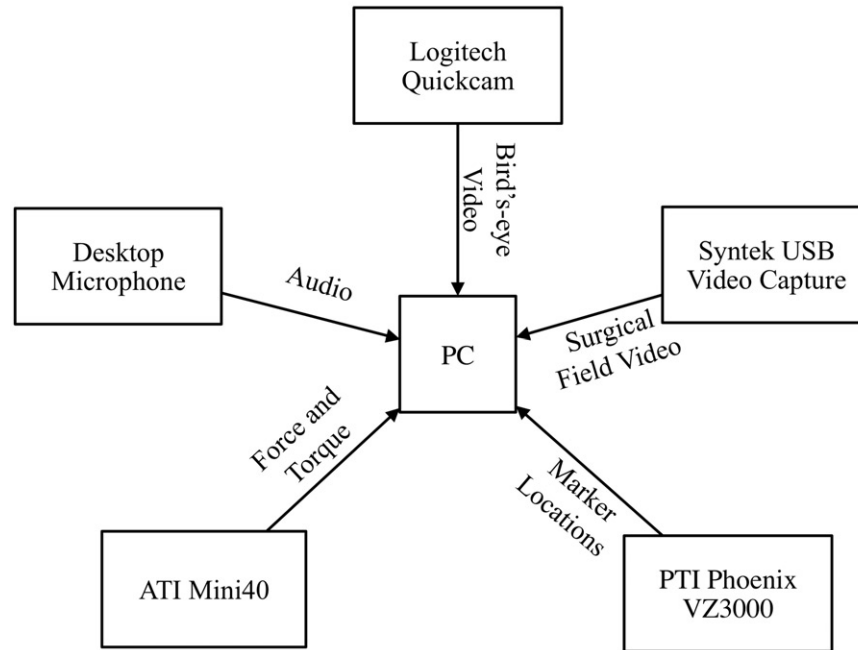 Logitech
Quickcam
Bird's-eye
Video
Desktop
Microphone
Audio
Syntek USB
Video Capture
Surgical
Field Video
PC
Force and
Torque
Marker
Locations
ATI Mini40
PTI Phoenix
VZ3000